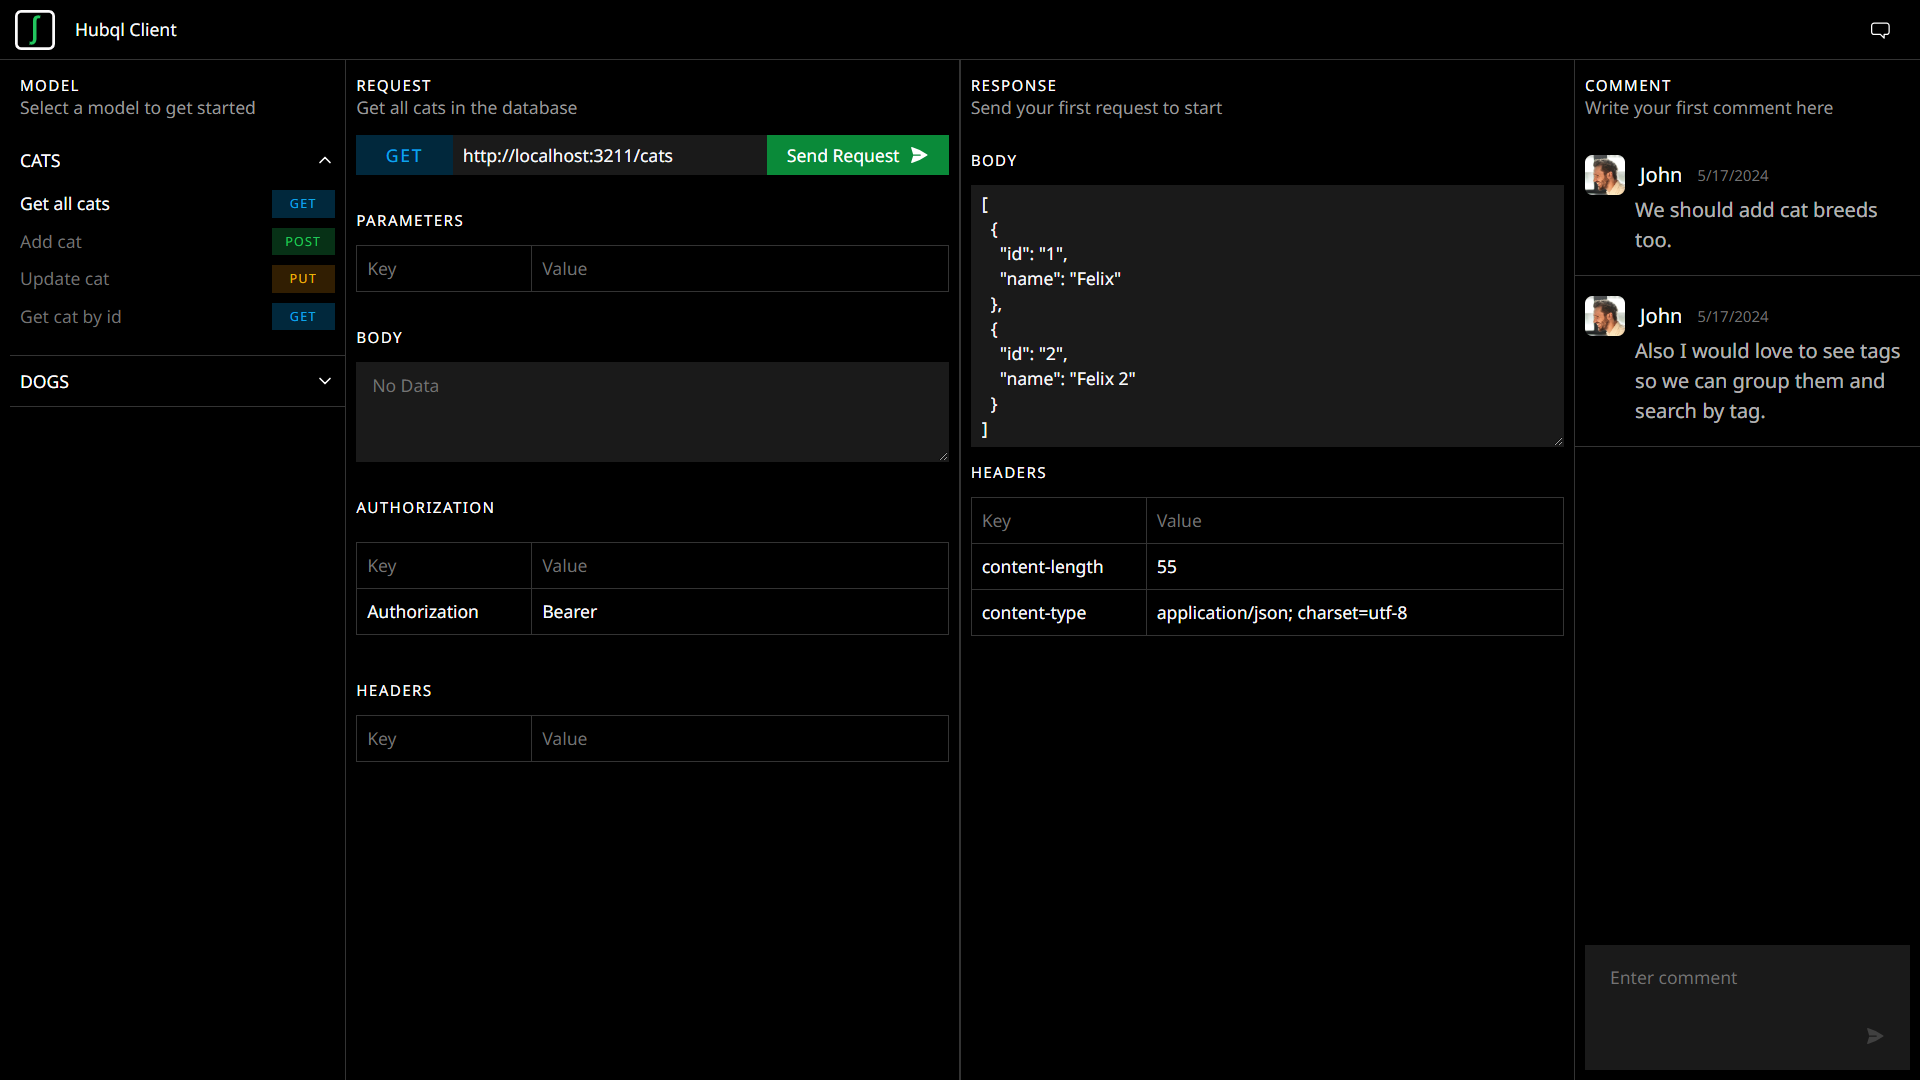 Hubql Client
MODEL
Select a model to get started
CATS
Get all cats GET
Add cat POST
Update cat PUT
Get cat by id GET
DOGS
REQUEST
Get all cats in the database
GET http://localhost:3211/cats Send Request
PARAMETERS
Key Value
BODY
No Data
AUTHORIZATION
Key Value
Authorization Bearer
HEADERS
Key Value
RESPONSE
Send your first request to start
BODY
[
{
"id": "1",
"name": "Felix"
},
{
"id": "2",
"name": "Felix 2"
}
]
HEADERS
Key Value
content-length 55
content-type application/json; charset=utf-8
COMMENT
Write your first comment here
John 5/17/2024
We should add cat breeds
too.
John 5/17/2024
Also I would love to see tags
so we can group them and
search by tag.
Enter comment